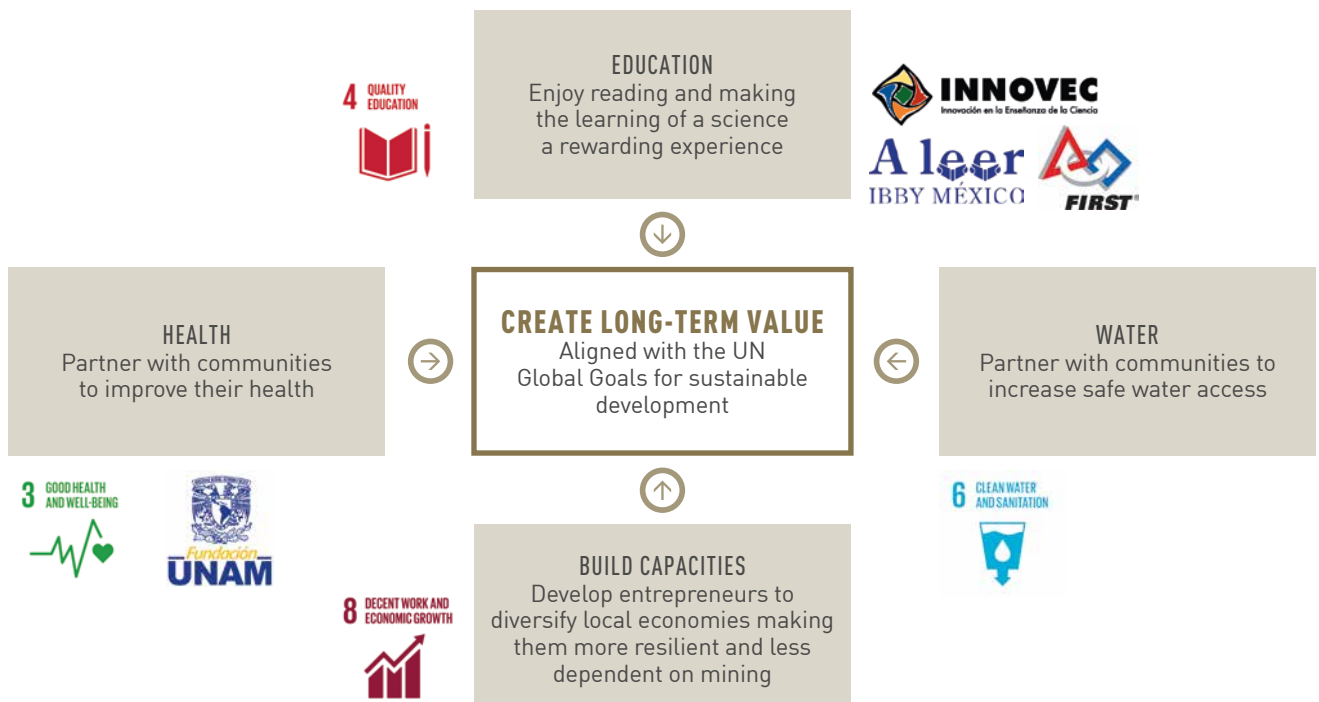 EDUCATION
Enjoy reading and making
the learning of a science
a rewarding experience
4 QUALITY
EDUCATION
INNOVEC
Innovación en la Enseñanza de la Ciencia
A leer
IBBY MÉXICO
FIRST®
HEALTH
Partner with communities
to improve their health
CREATE LONG-TERM VALUE
Aligned with the UN
Global Goals for sustainable
development
WATER
Partner with communities to
increase safe water access
3 GOOD HEALTH
AND WELL-BEING
Fundación
UNAM
6 CLEAN WATER
AND SANITATION
8 DECENT WORK AND
ECONOMIC GROWTH
BUILD CAPACITIES
Develop entrepreneurs to
diversify local economies making
them more resilient and less
dependent on mining